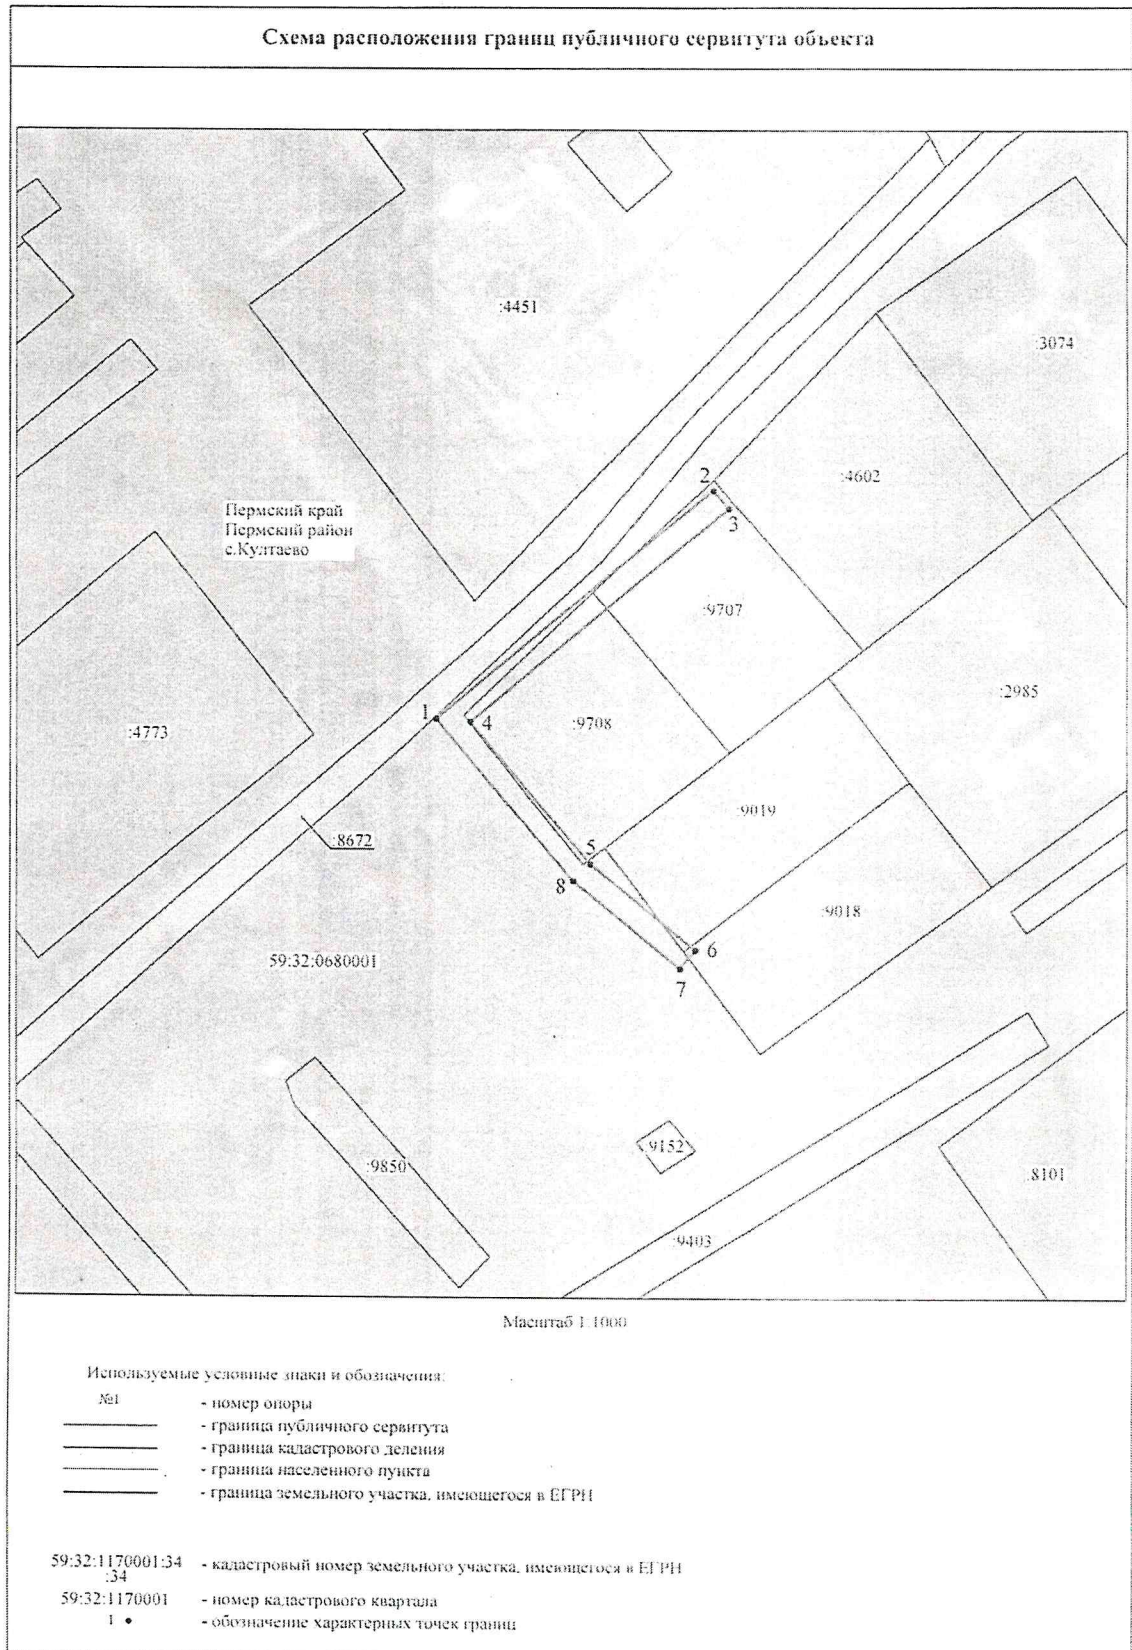 Схема расположения границ публичного сервитута объекта
:4451
:3074
2
:4602
3
Пермский край
Пермский район
с.Култаево
:9707
:2985
1
4
:9708
:4773
:9019
:8672
5
8
:9018
6
59:32:0680001
7
:9152
:9850
:8101
:9403
Масштаб 1:1000
Используемые условные знаки и обозначения:
№1 - номер опоры
- граница публичного сервитута
- граница кадастрового деления
- граница населенного пункта
- граница земельного участка, имеющегося в ЕГРН
59:32:1170001:34 - кадастровый номер земельного участка, имеющегося в ЕГРН
:34
59:32:1170001 - номер кадастрового квартала
1 - обозначение характерных точек границ